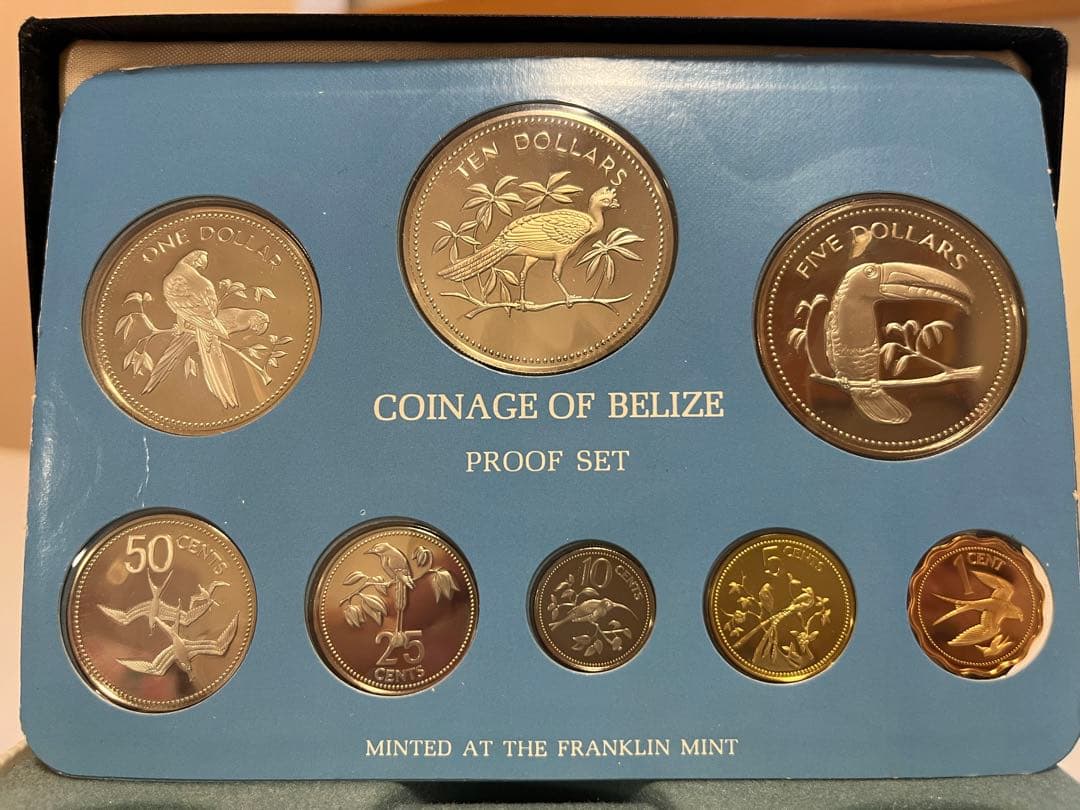 TEN DOLLARS
ONE DOLLAR
FIVE DOLLARS
COINAGE OF BELIZE
PROOF SET
50 CENTS
25
CENTS
10 CENTS
5 CENTS
1 CENT
MINTED AT THE FRANKLIN MINT